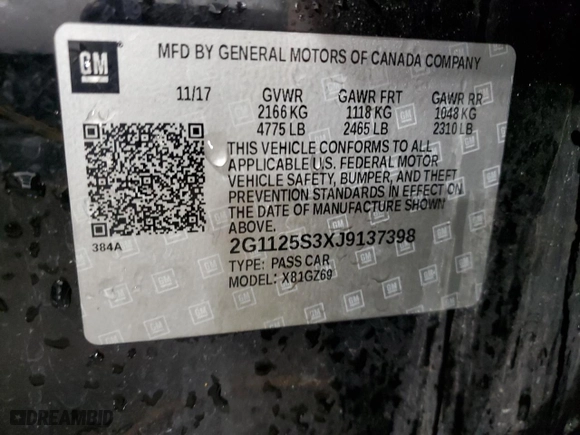 GM
MFD BY GENERAL MOTORS OF CANADA COMPANY
11/17 GVWR GAWR FRT GAWR RR
2166 KG 1118 KG 1048 KG
4775 LB 2465 LB 2310 LB
THIS VEHICLE CONFORMS TO ALL
APPLICABLE U.S. FEDERAL MOTOR
VEHICLE SAFETY, BUMPER, AND THEFT
PREVENTION STANDARDS IN EFFECT ON
THE DATE OF MANUFACTURE SHOWN
ABOVE.
384A
2G1125S3XJ9137398
TYPE: PASS CAR
MODEL: X81GZ69
DREAMBID